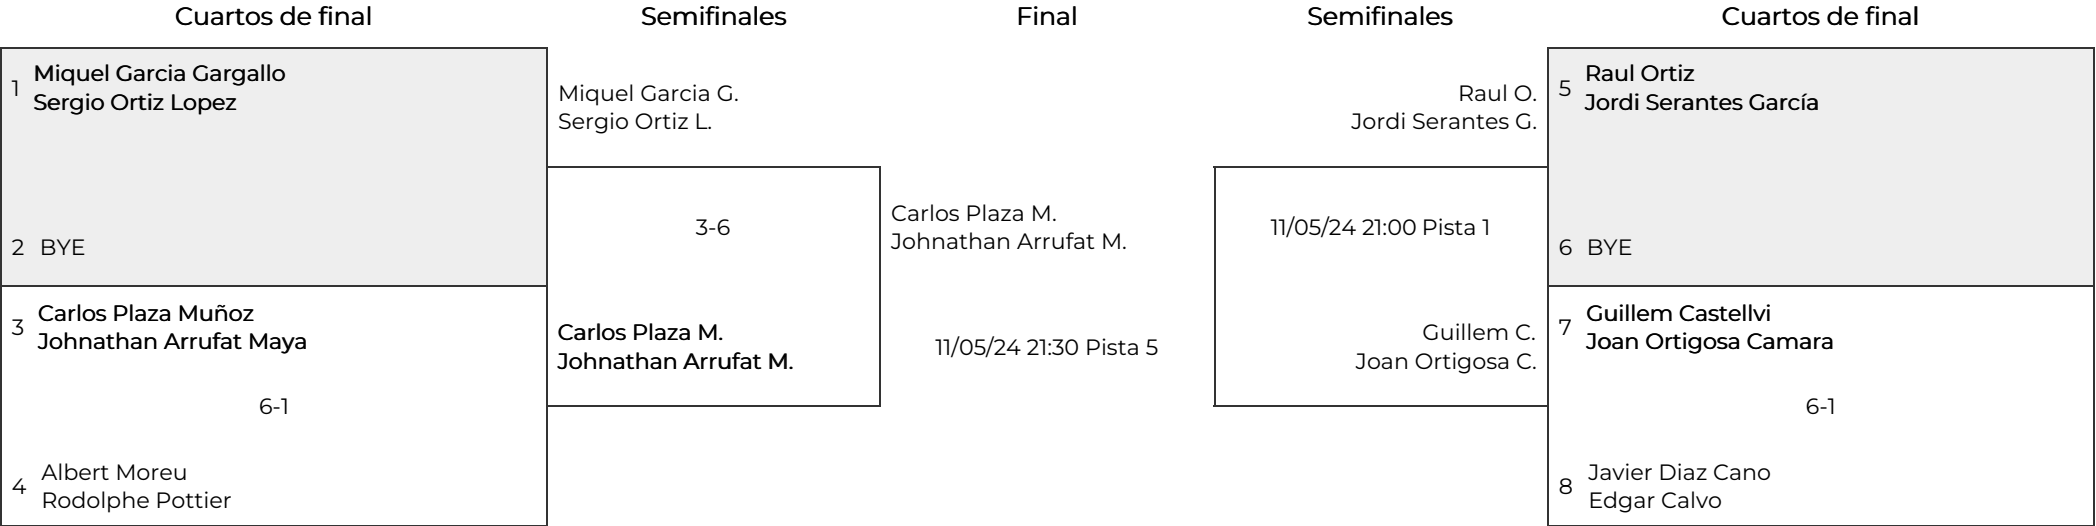 Cuartos de final
Semifinales
Final
Semifinales
Cuartos de final
1
Miquel Garcia Gargallo
Sergio Ortiz Lopez
2 BYE
3
Carlos Plaza Muñoz
Johnathan Arrufat Maya
6-1
4
Albert Moreu
Rodolphe Pottier
Miquel Garcia G.
Sergio Ortiz L.
3-6
Carlos Plaza M.
Johnathan Arrufat M.
Carlos Plaza M.
Johnathan Arrufat M.
11/05/24 21:30 Pista 5
Raul O.
Jordi Serantes G.
11/05/24 21:00 Pista 1
Guillem C.
Joan Ortigosa C.
5
Raul Ortiz
Jordi Serantes García
6 BYE
7
Guillem Castellvi
Joan Ortigosa Camara
6-1
8
Javier Diaz Cano
Edgar Calvo